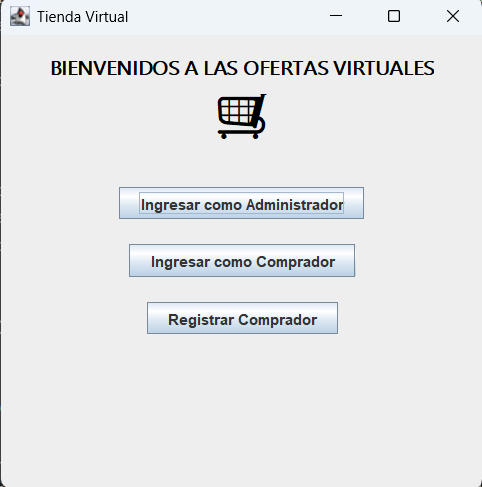 Tienda Virtual
BIENVENIDOS A LAS OFERTAS VIRTUALES
Ingresar como Administrador
Ingresar como Comprador
Registrar Comprador